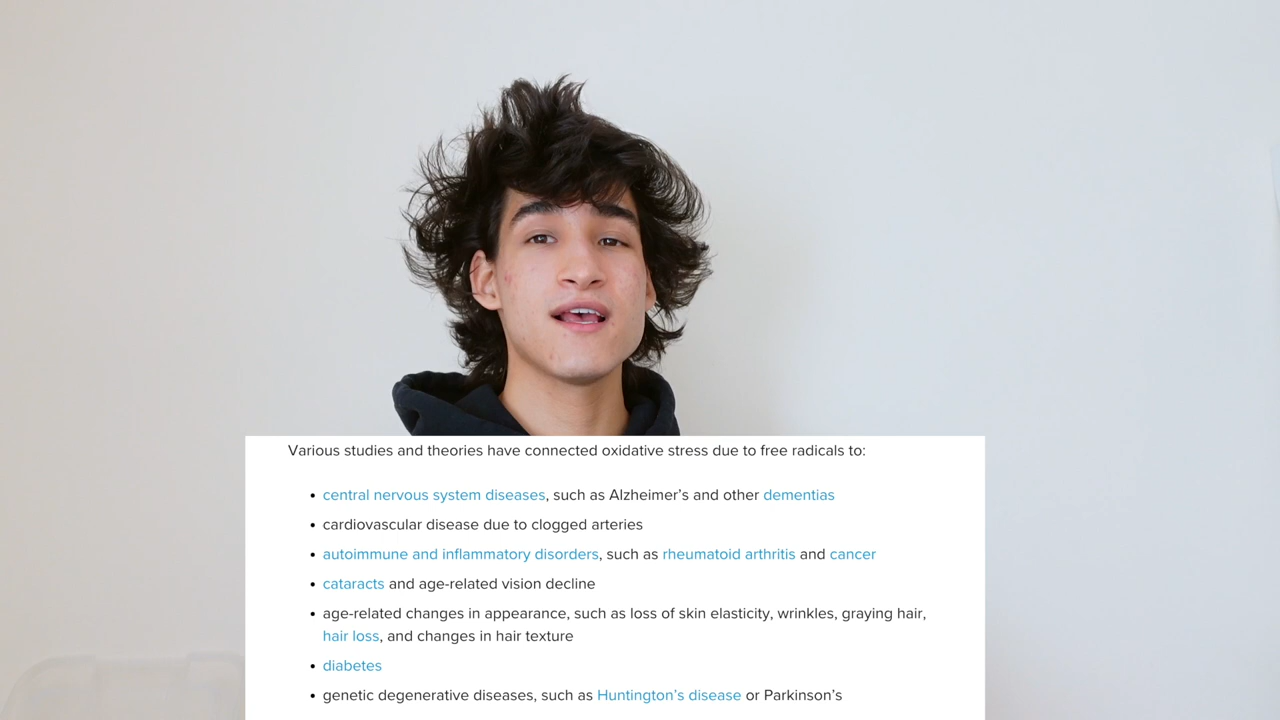 Various studies and theories have connected oxidative stress due to free radicals to:
• central nervous system diseases, such as Alzheimer’s and other dementias
• cardiovascular disease due to clogged arteries
• autoimmune and inflammatory disorders, such as rheumatoid arthritis and cancer
• cataracts and age-related vision decline
• age-related changes in appearance, such as loss of skin elasticity, wrinkles, graying hair,
hair loss, and changes in hair texture
• diabetes
• genetic degenerative diseases, such as Huntington’s disease or Parkinson’s